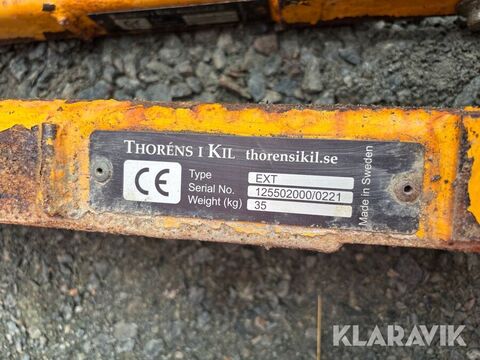 THORÉNS I KIL thorensikil.se
CE
Type EXT
Serial No. 125502000/0221
Weight (kg) 35
Made in Sweden
KLARAVIK